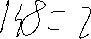 148 = 2